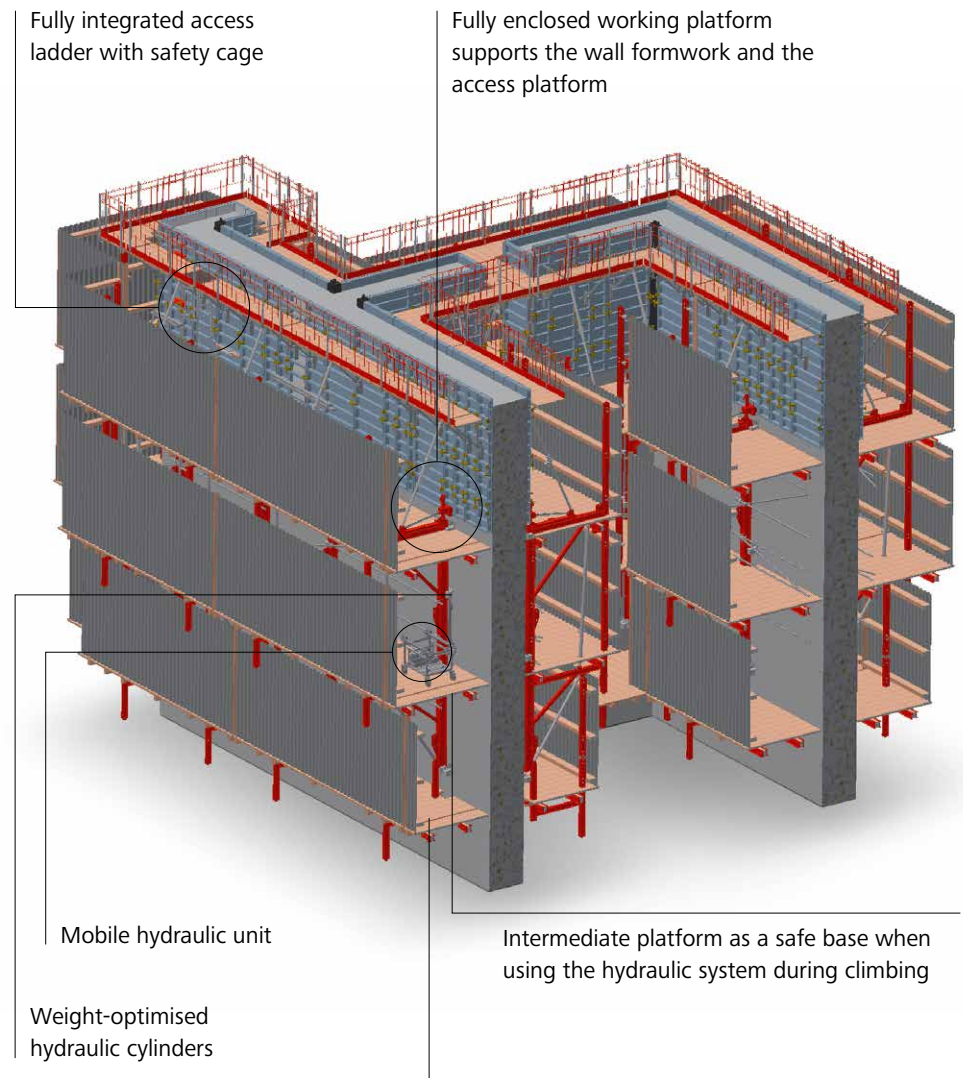 Fully integrated access
ladder with safety cage
Fully enclosed working platform
supports the wall formwork and the
access platform
Mobile hydraulic unit
Intermediate platform as a safe base when
using the hydraulic system during climbing
Weight-optimised
hydraulic cylinders